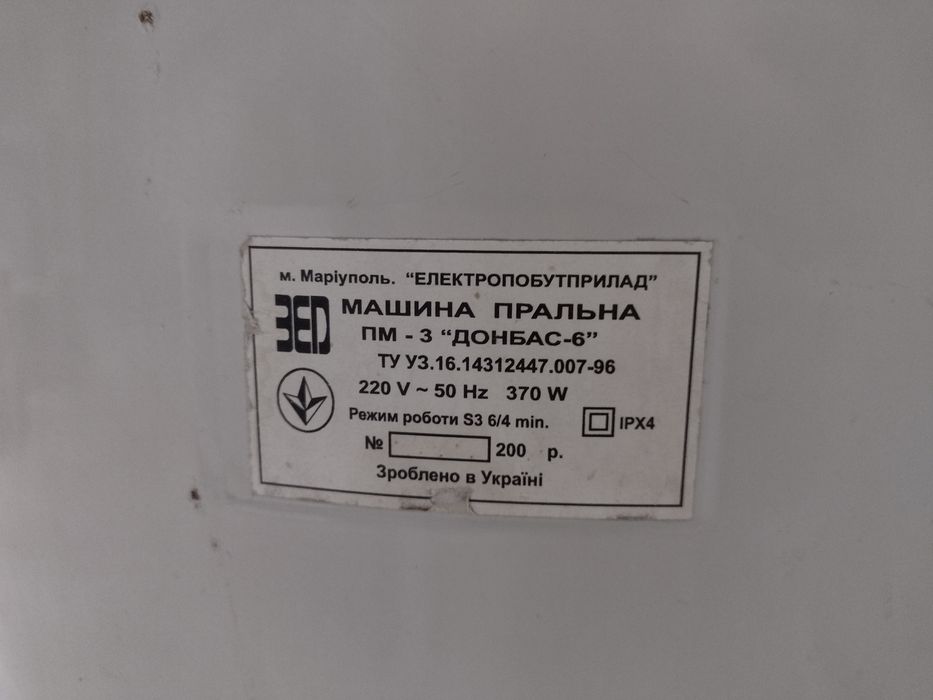 м. Маріуполь. “ЕЛЕКТРОПОБУТПРИЛАД”
ЗЕП
МАШИНА ПРАЛЬНА
ПМ - 3 “ДОНБАС-6”
ТУ У3.16.14312447.007-96
220 V ~ 50 Hz 370 W
Режим роботи S3 6/4 min.
IPX4
№ 200 р.
Зроблено в Україні